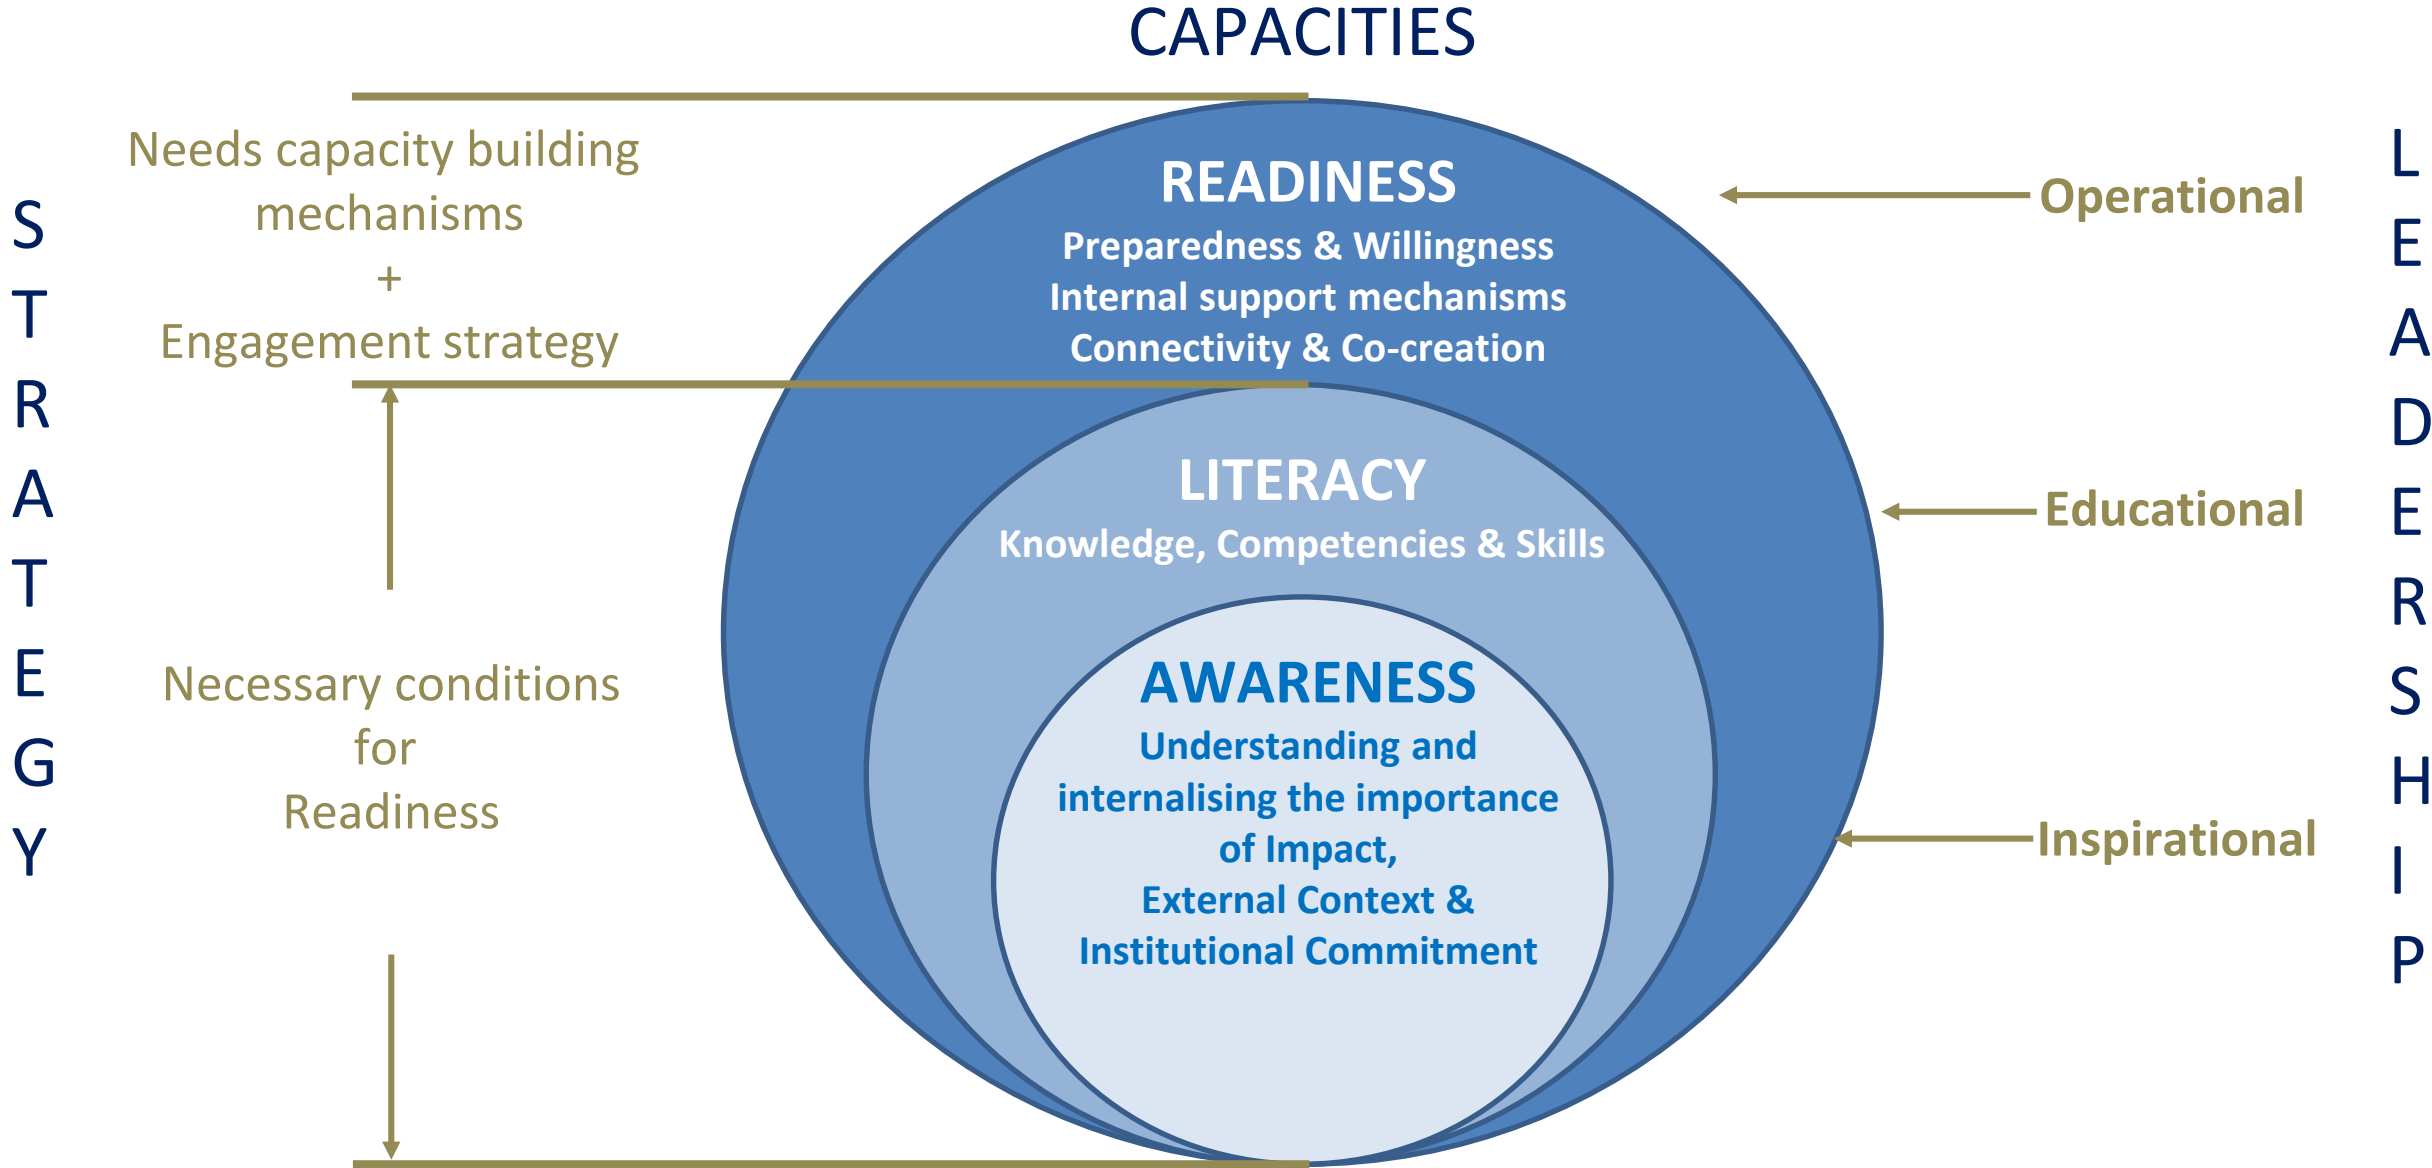 CAPACITIES
STRATEGY
Needs capacity building
mechanisms
+
Engagement strategy
Necessary conditions
for
Readiness
READINESS
Preparedness & Willingness
Internal support mechanisms
Connectivity & Co-creation
LITERACY
Knowledge, Competencies & Skills
AWARENESS
Understanding and
internalising the importance
of Impact,
External Context &
Institutional Commitment
Operational
Educational
Inspirational
LEADERSHIP